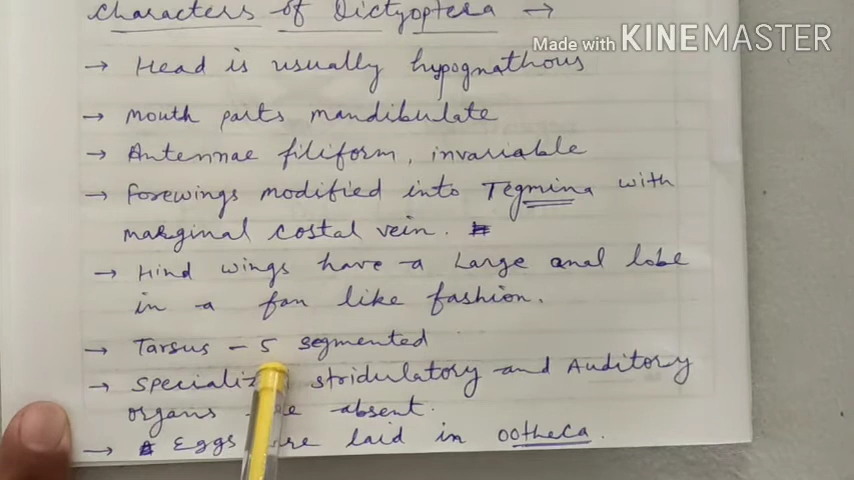 characters of Dictyoptera →
Made with KINEMASTER
→ Head is usually hypognathous
→ Mouth parts mandibulate
→ Antennae filiform, invariable
→ Forewings modified into Tegmina with
marginal costal vein.
→ Hind wings have a Large anal lobe
in a fan like fashion.
→ Tarsus - 5 segmented
→ stridulatory and Auditory
organs absent.
→ Eggs laid in ootheca.